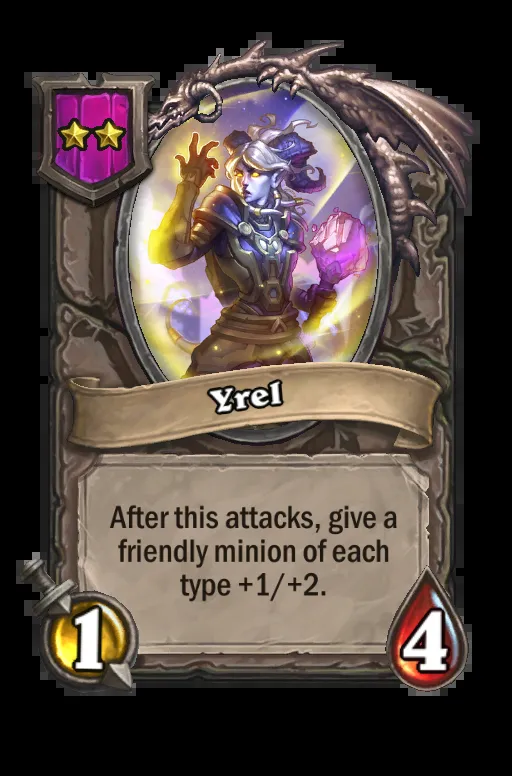 Yrel
After this attacks, give a
friendly minion of each
type +1/+2.
1
4